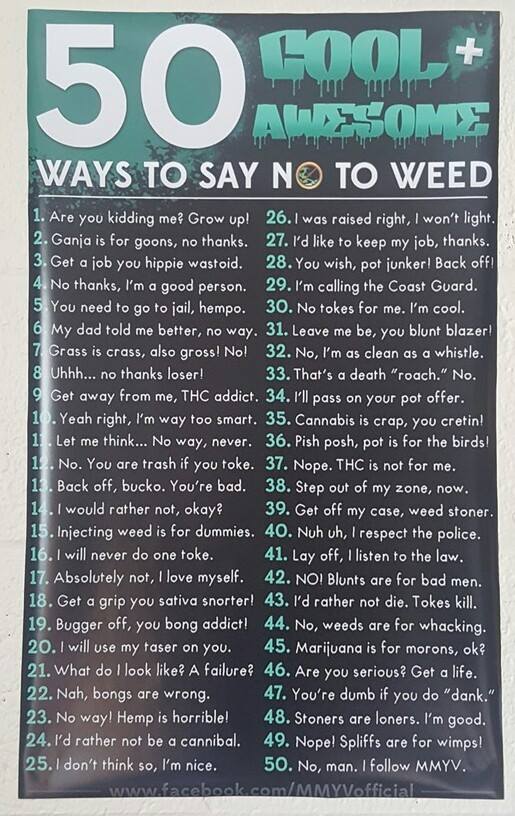 50 COOL +
AWESOME
WAYS TO SAY NO TO WEED
1. Are you kidding me? Grow up!
2. Ganja is for goons, no thanks.
3. Get a job you hippie wastoid.
4. No thanks, I'm a good person.
5. You need to go to jail, hempo.
6. My dad told me better, no way.
7. Grass is crass, also gross! No!
8. Uhhh... no thanks loser!
9. Get away from me, THC addict.
10. Yeah right, I'm way too smart.
11. Let me think... No way, never.
12. No. You are trash if you toke.
13. Back off, bucko. You're bad.
14. I would rather not, okay?
15. Injecting weed is for dummies.
16. I will never do one toke.
17. Absolutely not, I love myself.
18. Get a grip you sativa snorter!
19. Bugger off, you bong addict!
20. I will use my taser on you.
21. What do I look like? A failure?
22. Nah, bongs are wrong.
23. No way! Hemp is horrible!
24. I'd rather not be a cannibal.
25. I don't think so, I'm nice.
26. I was raised right, I won't light.
27. I'd like to keep my job, thanks.
28. You wish, pot junker! Back off!
29. I'm calling the Coast Guard.
30. No tokes for me. I'm cool.
31. Leave me be, you blunt blazer!
32. No, I'm as clean as a whistle.
33. That's a death "roach." No.
34. I'll pass on your pot offer.
35. Cannabis is crap, you cretin!
36. Pish posh, pot is for the birds!
37. Nope. THC is not for me.
38. Step out of my zone, now.
39. Get off my case, weed stoner.
40. Nuh uh, I respect the police.
41. Lay off, I listen to the law.
42. NO! Blunts are for bad men.
43. I'd rather not die. Tokes kill.
44. No, weeds are for whacking.
45. Marijuana is for morons, ok?
46. Are you serious? Get a life.
47. You're dumb if you do "dank."
48. Stoners are loners. I'm good.
49. Nope! Spliffs are for wimps!
50. No, man. I follow MMYV.
www.facebook.com/MMYVofficial